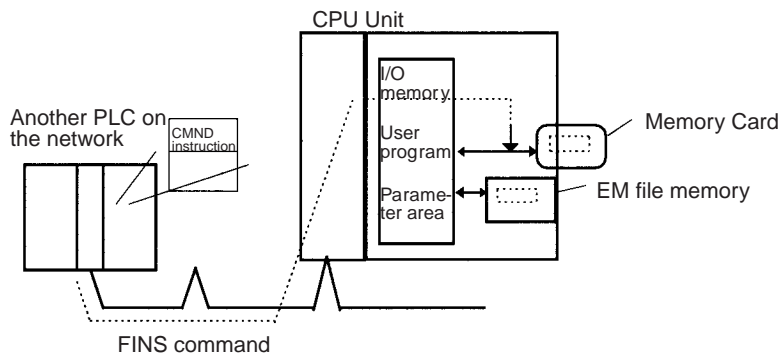 CPU Unit
I/O
memory
Another PLC on
the network
CMND
instruction
User
program
Memory Card
Parame-
ter area
EM file memory
FINS command